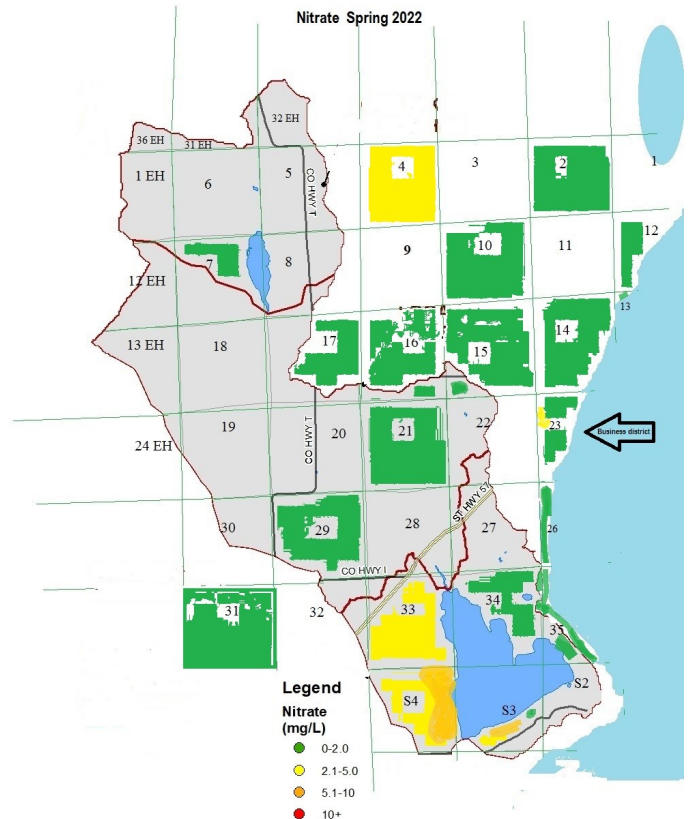 Nitrate Spring 2022
32 EH
36 EH
31 EH
1 EH
6
5
4
3
2
1
CO HWY T
7
8
9
10
11
12
12 EH
13
13 EH
18
17
16
15
14
24 EH
19
20
21
22
23
Business district
CO HWY T
ST HWY 57
30
29
28
27
26
CO HWY I
31
32
33
34
35
S4
S3
S2
Legend
Nitrate
(mg/L)
0-2.0
2.1-5.0
5.1-10
10+